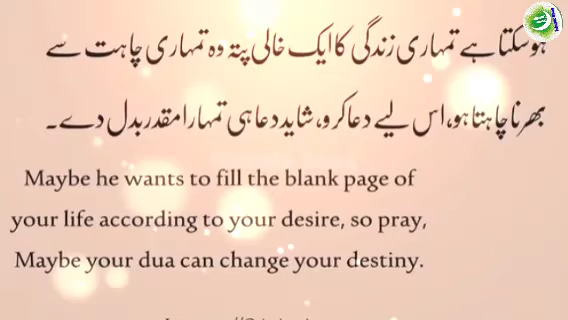 ہو سکتا ہے تمہاری زندگی کا ایک خالی پتہ وہ تمہاری چاہت سے
بھرنا چاہتا ہو، اس لیے دعا کرو، شاید دعا ہی تمہارا مقدر بدل دے۔
Maybe he wants to fill the blank page of
your life according to your desire, so pray,
Maybe your dua can change your destiny.